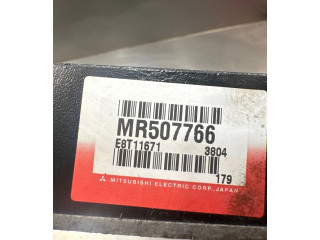 MR507766
E8T11671 3804
179
MITSUBISHI ELECTRIC CORP., JAPAN